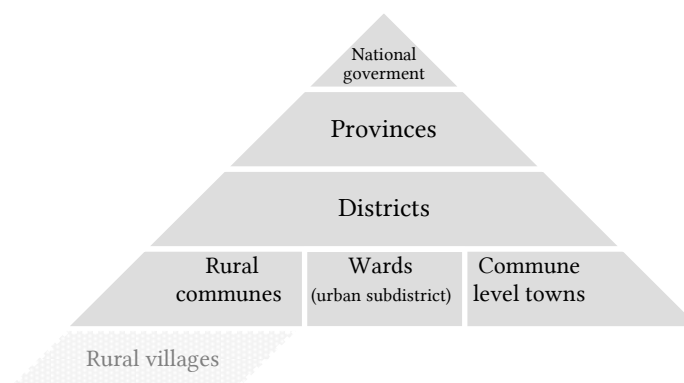 National
goverment
Provinces
Districts
Rural
communes
Wards
(urban subdistrict)
Commune
level towns
Rural villages